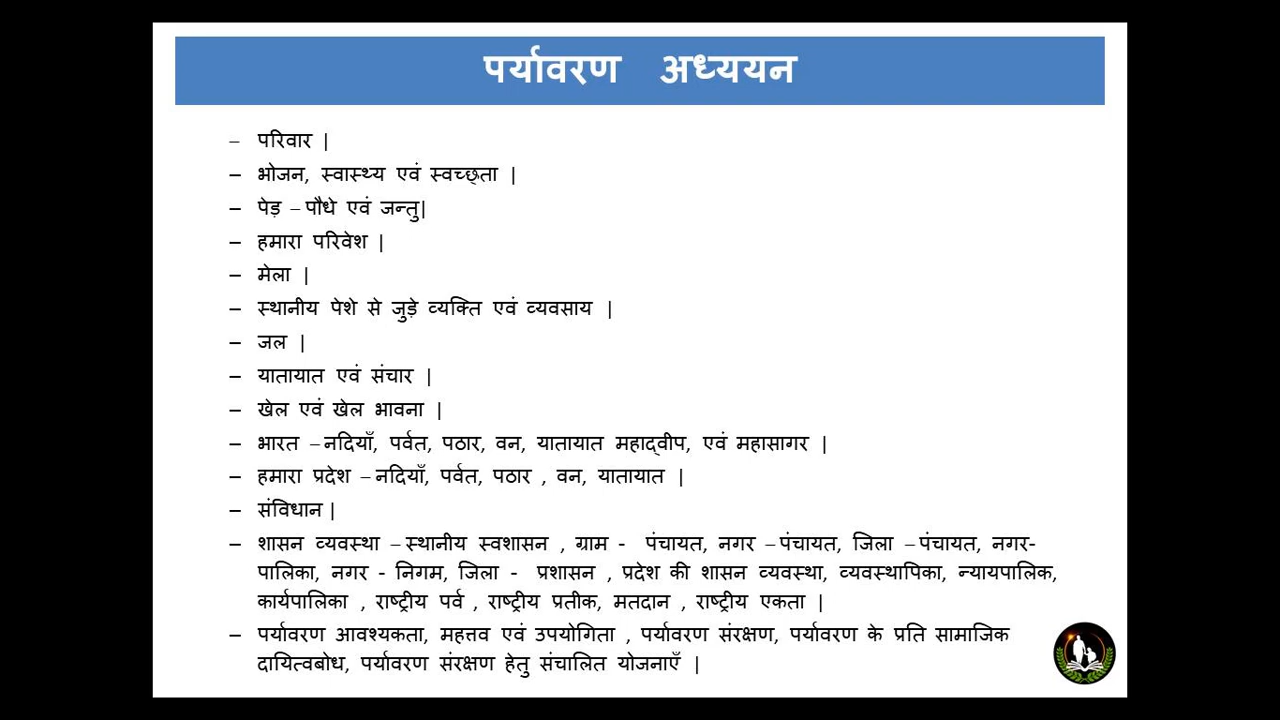 पर्यावरण अध्ययन
– परिवार |
– भोजन, स्वास्थ्य एवं स्वच्छ्ता |
– पेड़ – पौधे एवं जन्तु|
– हमारा परिवेश |
– मेला |
– स्थानीय पेशे से जुड़े व्यक्ति एवं व्यवसाय |
– जल |
– यातायात एवं संचार |
– खेल एवं खेल भावना |
– भारत – नदियाँ, पर्वत, पठार, वन, यातायात महाद्वीप, एवं महासागर |
– हमारा प्रदेश – नदियाँ, पर्वत, पठार , वन, यातायात |
– संविधान |
– शासन व्यवस्था – स्थानीय स्वशासन , ग्राम - पंचायत, नगर – पंचायत, जिला – पंचायत, नगर-
पालिका, नगर - निगम, जिला - प्रशासन , प्रदेश की शासन व्यवस्था, व्यवस्थापिका, न्यायपालिक,
कार्यपालिका , राष्ट्रीय पर्व , राष्ट्रीय प्रतीक, मतदान , राष्ट्रीय एकता |
– पर्यावरण आवश्यकता, महत्तव एवं उपयोगिता , पर्यावरण संरक्षण, पर्यावरण के प्रति सामाजिक
दायित्वबोध, पर्यावरण संरक्षण हेतु संचालित योजनाएँ |